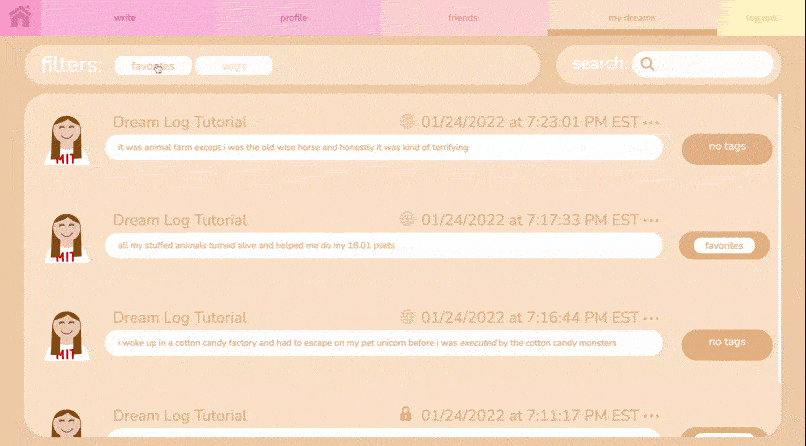 write
profile
friends
my dreams
log out
filters:
favorites
search:
Dream Log Tutorial
01/24/2022 at 7:23:01 PM EST
it was animal farm except i was the old wise horse and honestly it was kind of terrifying
no tags
MIT
Dream Log Tutorial
01/24/2022 at 7:17:33 PM EST
all my stuffed animals turned alive and helped me do my 18.01 psets
favorites
MIT
Dream Log Tutorial
01/24/2022 at 7:16:44 PM EST
i woke up in a cotton candy factory and had to escape on my pet unicorn before i was executed by the cotton candy monsters
no tags
MIT
Dream Log Tutorial
01/24/2022 at 7:11:17 PM EST